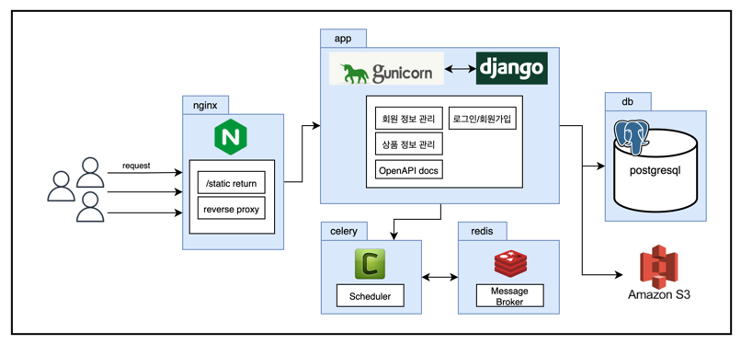 app
gunicorn
django
nginx
회원 정보 관리
로그인/회원가입
상품 정보 관리
OpenAPI docs
request
/static return
reverse proxy
db
postgresql
celery
redis
Scheduler
Message
Broker
Amazon S3